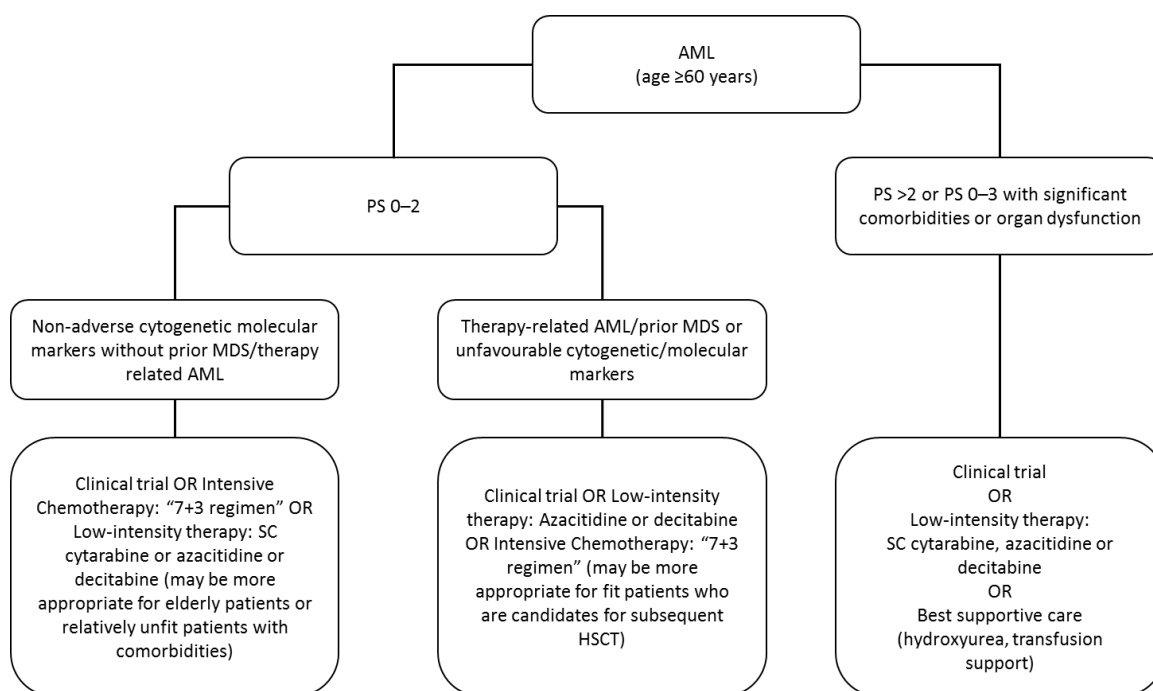 AML
(age ≥60 years)
PS 0–2
PS >2 or PS 0–3 with significant
comorbidities or organ dysfunction
Non-adverse cytogenetic molecular
markers without prior MDS/therapy
related AML
Therapy-related AML/prior MDS or
unfavourable cytogenetic/molecular
markers
Clinical trial OR Intensive
Chemotherapy: “7+3 regimen” OR
Low-intensity therapy: SC
cytarabine or azacitidine or
decitabine (may be more
appropriate for elderly patients or
relatively unfit patients with
comorbidities)
Clinical trial OR Low-intensity
therapy: Azacitidine or decitabine
OR Intensive Chemotherapy: “7+3
regimen” (may be more
appropriate for fit patients who
are candidates for subsequent
HSCT)
Clinical trial
OR
Low-intensity therapy:
SC cytarabine, azacitidine or
decitabine
OR
Best supportive care
(hydroxyurea, transfusion
support)